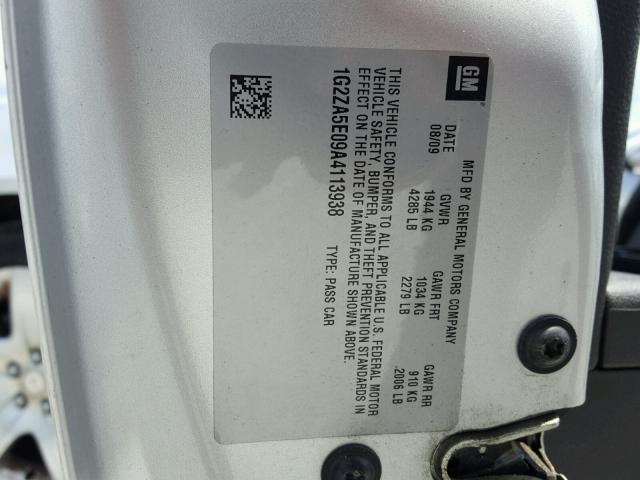 GM
MFD BY GENERAL MOTORS COMPANY
DATE GVWR GAWR FRT GAWR RR
08/09 1944 KG 1034 KG 910 KG
4285 LB 2279 LB 2006 LB
THIS VEHICLE CONFORMS TO ALL APPLICABLE U.S. FEDERAL MOTOR
VEHICLE SAFETY, BUMPER, AND THEFT PREVENTION STANDARDS IN
EFFECT ON THE DATE OF MANUFACTURE SHOWN ABOVE.
1G2ZA5E09A4113938 TYPE: PASS CAR